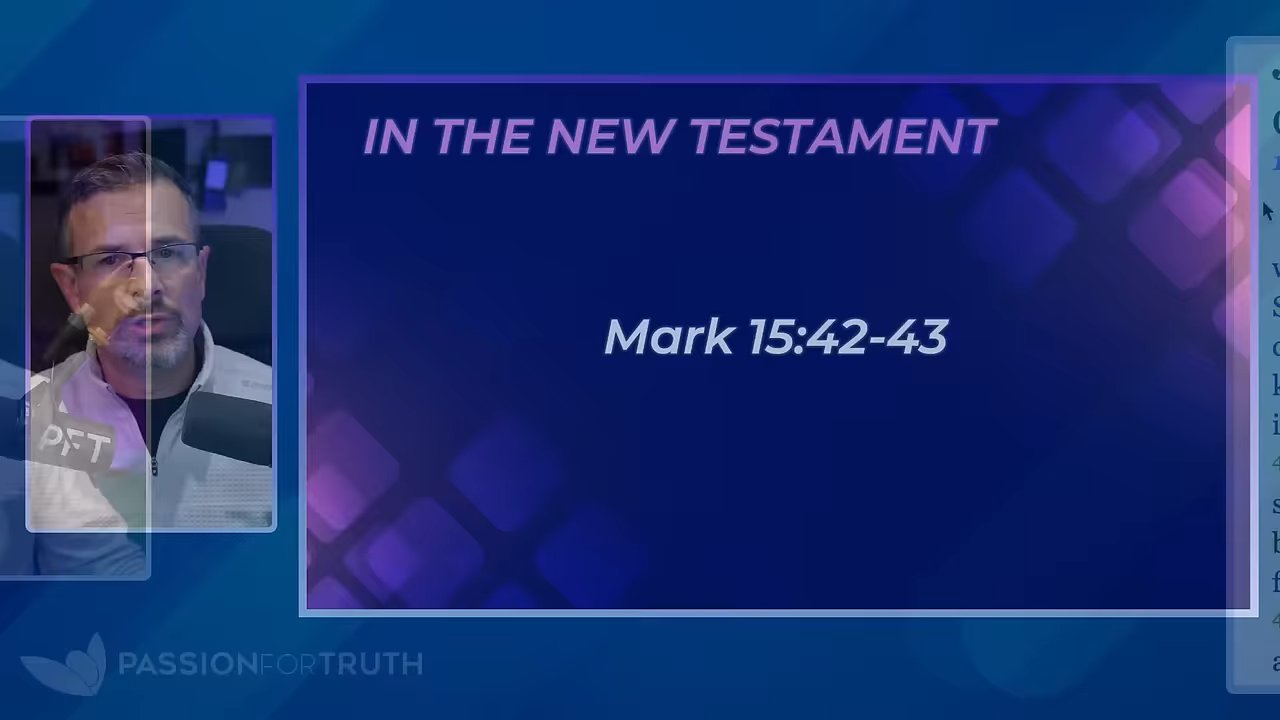 IN THE NEW TESTAMENT
Mark 15:42-43
PFT
PASSIONFORTRUTH